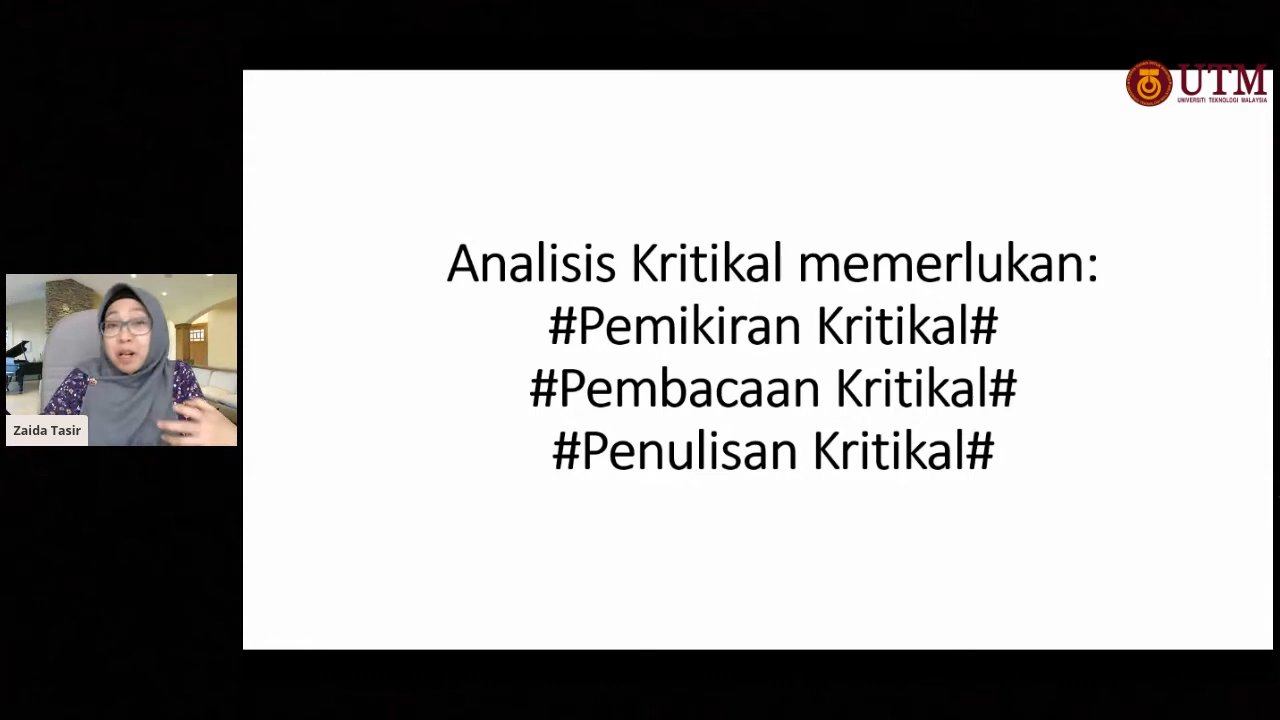 UTM
UNIVERSITI TEKNOLOGI MALAYSIA
Analisis Kritikal memerlukan:
#Pemikiran Kritikal#
#Pembacaan Kritikal#
#Penulisan Kritikal#
Zaida Tasir